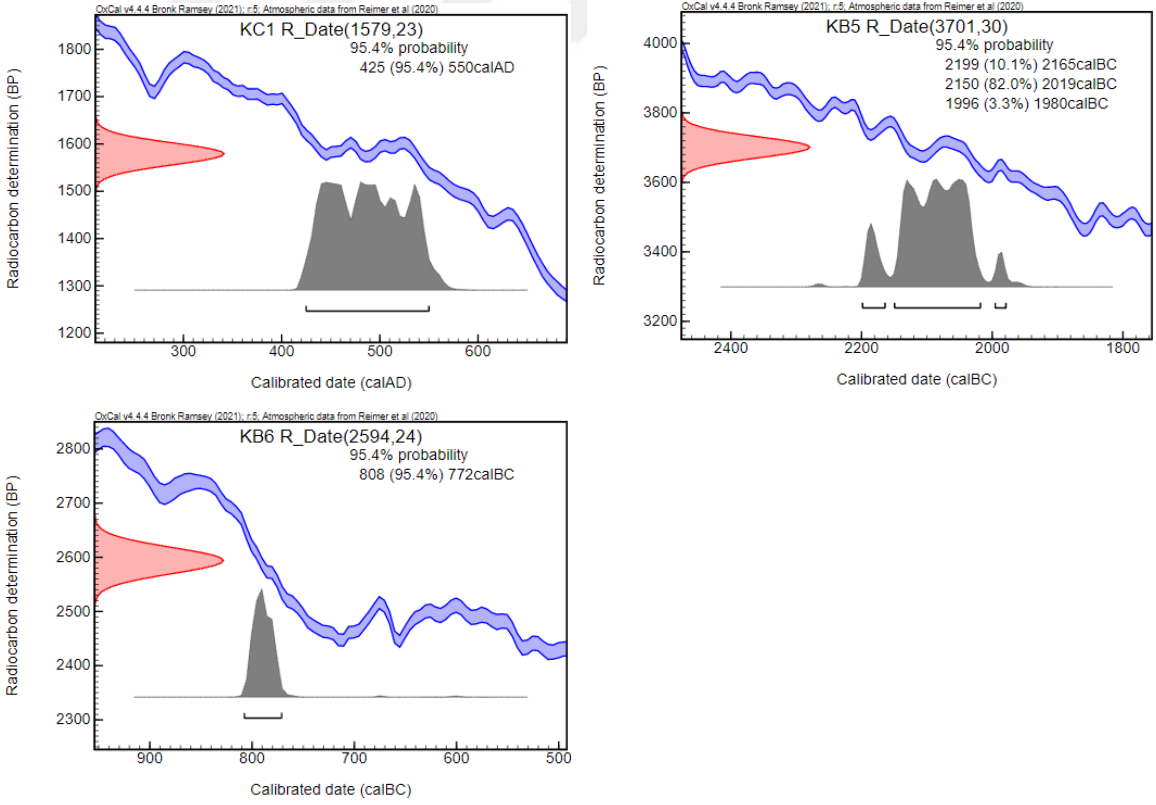 OxCal v4.4.4 Bronk Ramsey (2021); r:5; Atmospheric data from Reimer et al (2020)
KC1 R_Date(1579,23)
95.4% probability
425 (95.4%) 550calAD
Radiocarbon determination (BP)
1800
1700
1600
1500
1400
1300
1200
300
400
500
600
Calibrated date (calAD)
OxCal v4.4.4 Bronk Ramsey (2021); r:5; Atmospheric data from Reimer et al (2020)
KB5 R_Date(3701,30)
95.4% probability
2199 (10.1%) 2165calBC
2150 (82.0%) 2019calBC
1996 (3.3%) 1980calBC
Radiocarbon determination (BP)
4000
3800
3600
3400
3200
2400
2200
2000
1800
Calibrated date (calBC)
OxCal v4.4.4 Bronk Ramsey (2021); r:5; Atmospheric data from Reimer et al (2020)
KB6 R_Date(2594,24)
95.4% probability
808 (95.4%) 772calBC
Radiocarbon determination (BP)
2800
2700
2600
2500
2400
2300
900
800
700
600
500
Calibrated date (calBC)